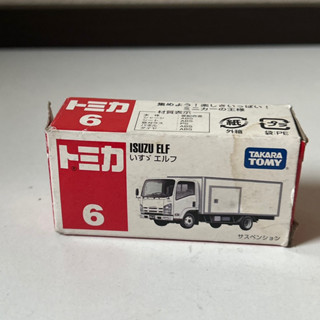 トミカ
6
集めよう!楽しさいっぱい!
ミニカーの王様
材質表示
紙
外箱
袋:PE
トミカ
ISUZU ELF
いすゞ エルフ
TAKARA TOMY
6
サスペンション